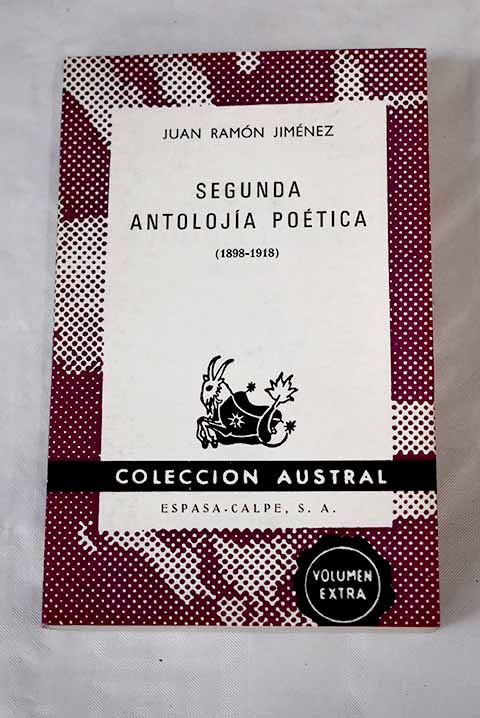 JUAN RAMÓN JIMÉNEZ
SEGUNDA
ANTOLOJÍA POÉTICA
(1898-1918)
COLECCION AUSTRAL
ESPASA-CALPE, S. A.
VOLUMEN
EXTRA